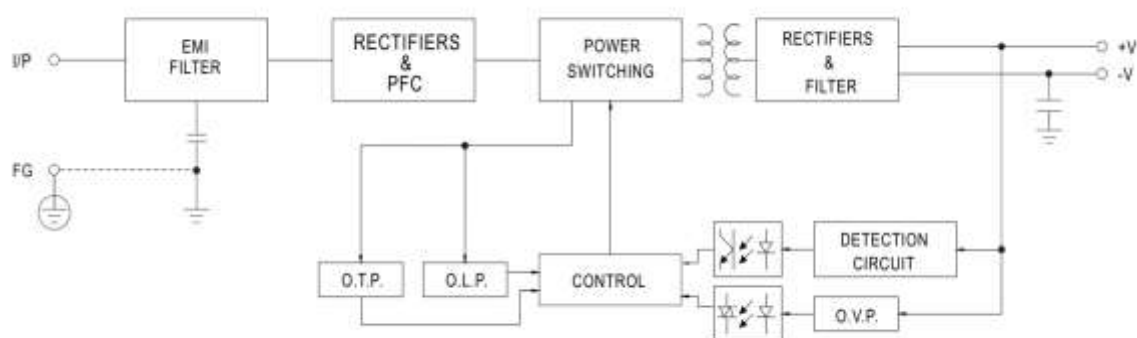 EMI
FILTER
RECTIFIERS
&
PFC
POWER
SWITCHING
RECTIFIERS
&
FILTER
+V
-V
I/P
FG
DETECTION
CIRCUIT
O.T.P.
O.L.P.
CONTROL
O.V.P.